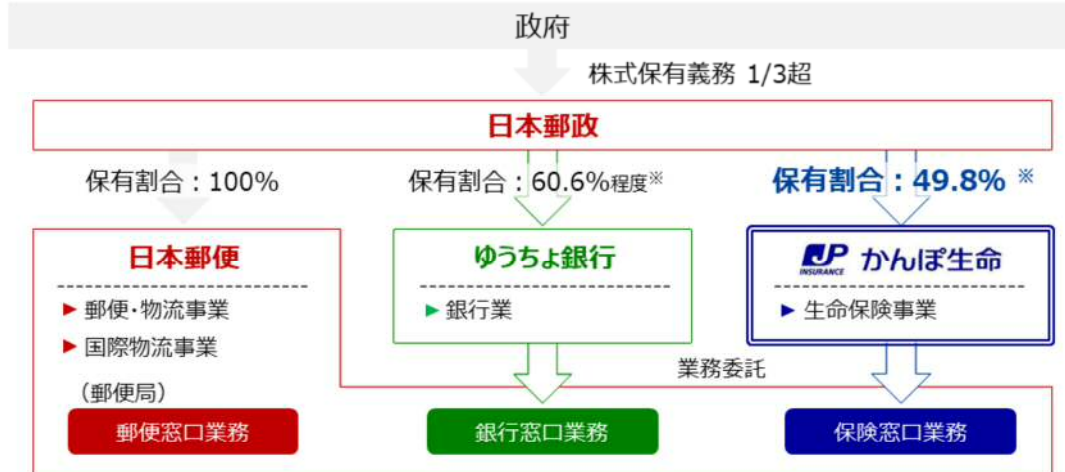 政府
株式保有義務 1/3超
日本郵政
保有割合：100%
保有割合：60.6%程度※
保有割合：49.8% ※
日本郵便
ゆうちょ銀行
JP INSURANCE かんぽ生命
▶ 郵便・物流事業
▶ 銀行業
▶ 生命保険事業
▶ 国際物流事業
業務委託
（郵便局）
郵便窓口業務
銀行窓口業務
保険窓口業務